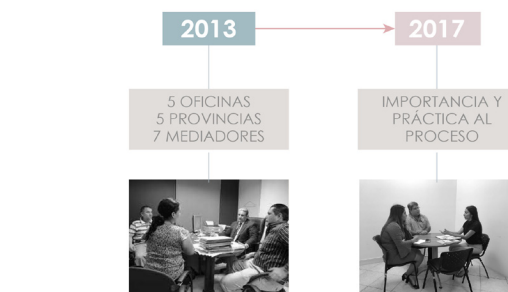 2013
2017
5 OFICINAS
5 PROVINCIAS
7 MEDIADORES
IMPORTANCIA Y
PRÁCTICA AL
PROCESO